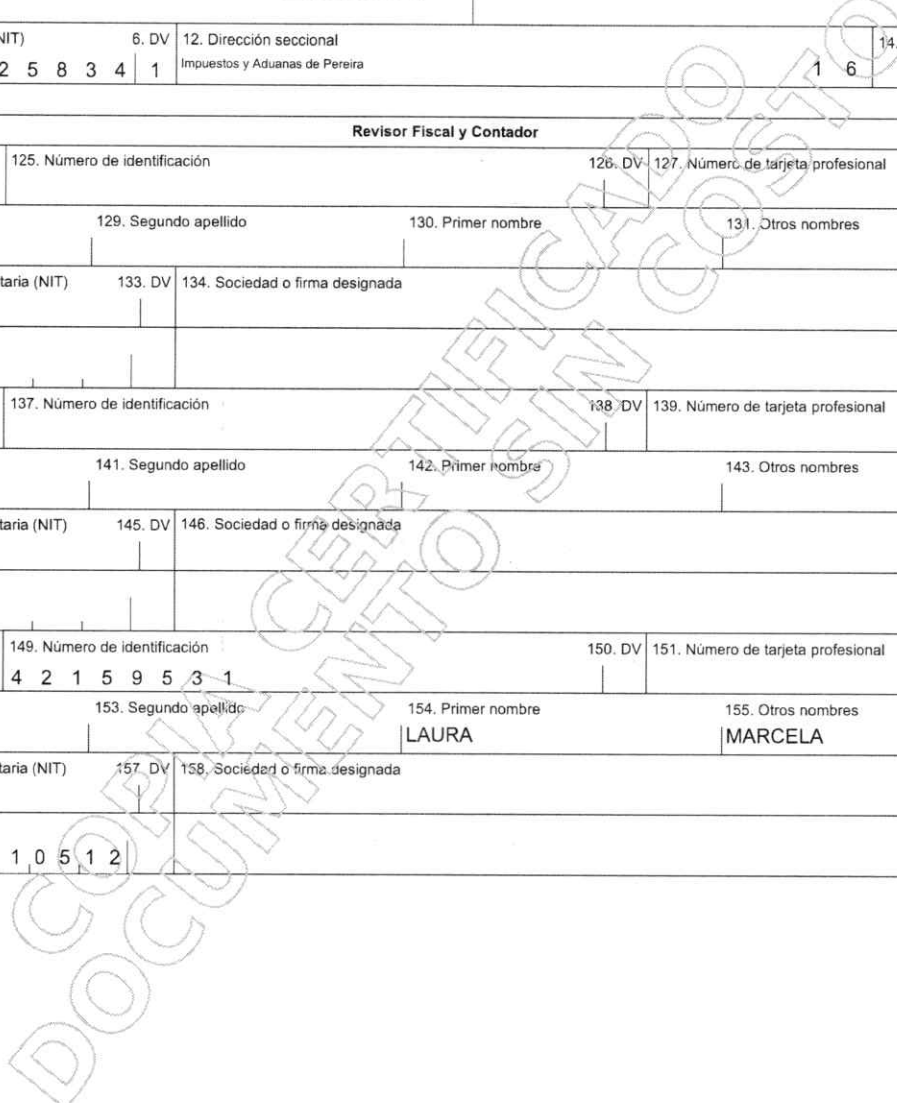 NIT) 6. DV 12. Dirección seccional 14.
2 5 8 3 4 1 Impuestos y Aduanas de Pereira 1 6
Revisor Fiscal y Contador
125. Número de identificación 126. DV 127. Número de tarjeta profesional
129. Segundo apellido 130. Primer nombre 131. Otros nombres
taria (NIT) 133. DV 134. Sociedad o firma designada
137. Número de identificación 138. DV 139. Número de tarjeta profesional
141. Segundo apellido 142. Primer nombre 143. Otros nombres
taria (NIT) 145. DV 146. Sociedad o firma designada
149. Número de identificación 150. DV 151. Número de tarjeta profesional
4 2 1 5 9 5 3 1
153. Segundo apellido 154. Primer nombre 155. Otros nombres
LAURA MARCELA
taria (NIT) 157. DV 158. Sociedad o firma designada
1 0 5 1 2
COPIA CERTIFICADO
DOCUMIENTO SIN COSTO